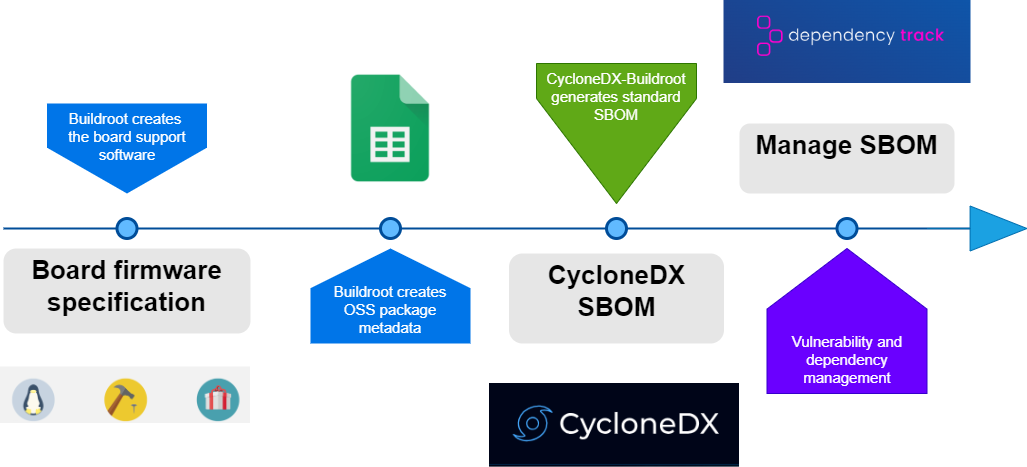 Buildroot creates
the board support
software
Board firmware
specification
Buildroot creates
OSS package
metadata
CycloneDX-Buildroot
generates standard
SBOM
CycloneDX
SBOM
CycloneDX
dependency track
Manage SBOM
Vulnerability and
dependency
management